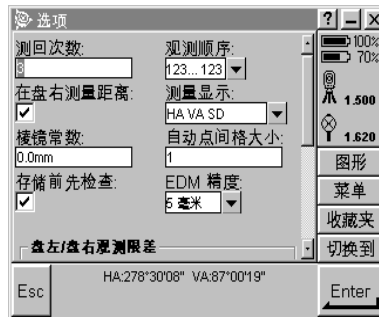 选项
? _ x
100%
70%
测回次数:
观测顺序:
3
123... 123
在盘右测量距离:
测量显示:
HA VA SD
1.500
棱镜常数:
自动点间格大小:
0.0mm
1
1.620
图形
存储前先检查:
EDM 精度:
5 毫米
菜单
收藏夹
盘左/盘右观测限差
切换到
Esc
HA:278°30'08" VA:87°00'19"
Enter